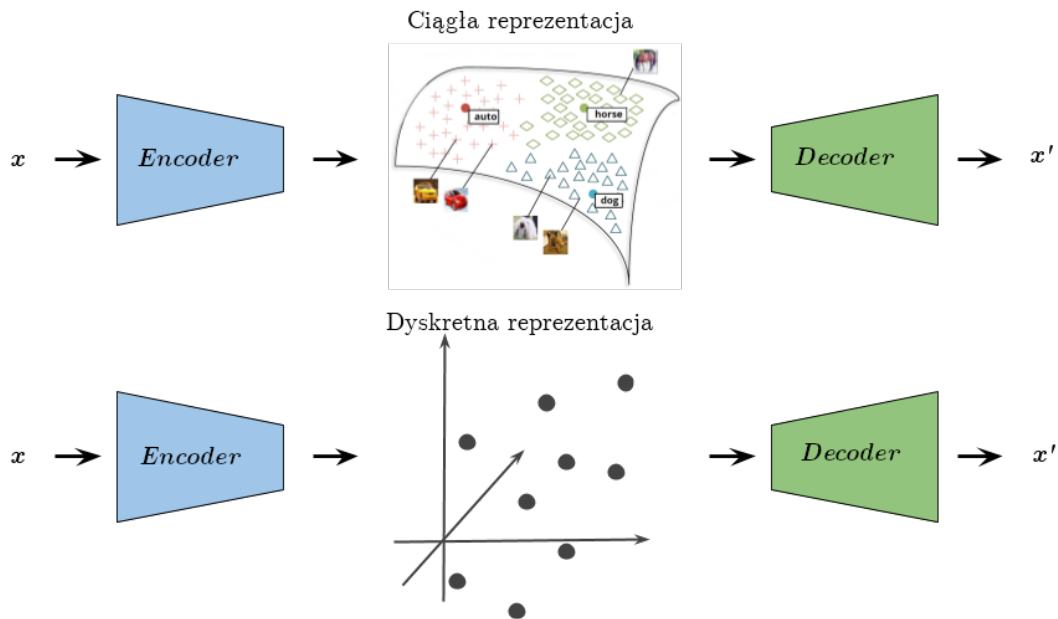 Ciągła reprezentacja
x
Encoder
auto
horse
dog
Decoder
x'
Dyskretna reprezentacja
x
Encoder
Decoder
x'